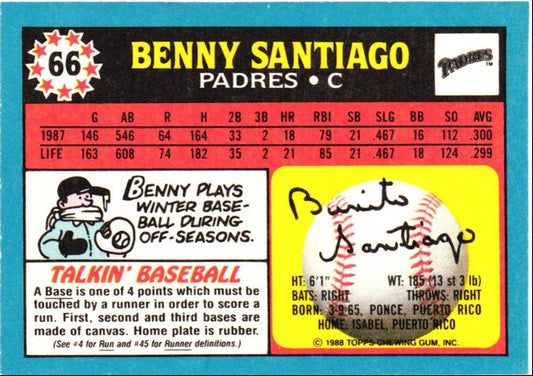 66
BENNY SANTIAGO
PADRES • C
PADRES™
G AB R H 2B 3B HR RBI SB SLG BB SO AVG
1987 146 546 64 164 33 2 18 79 21 .467 16 112 .300
LIFE 163 608 74 182 35 2 21 85 21 .467 18 124 .299
BENNY PLAYS
WINTER BASE-
BALL DURING
OFF-SEASONS.
TALKIN' BASEBALL
A Base is one of 4 points which must be
touched by a runner in order to score a
run. First, second and third bases are
made of canvas. Home plate is rubber.
(See #4 for Run and #45 for Runner definitions.)
Benito
Santiago
HT: 6'1" WT: 185 (13 st 3 lb)
BATS: RIGHT THROWS: RIGHT
BORN: 3-9-65, PONCE, PUERTO RICO
HOME: ISABEL, PUERTO RICO
© 1988 TOPPS CHEWING GUM, INC.